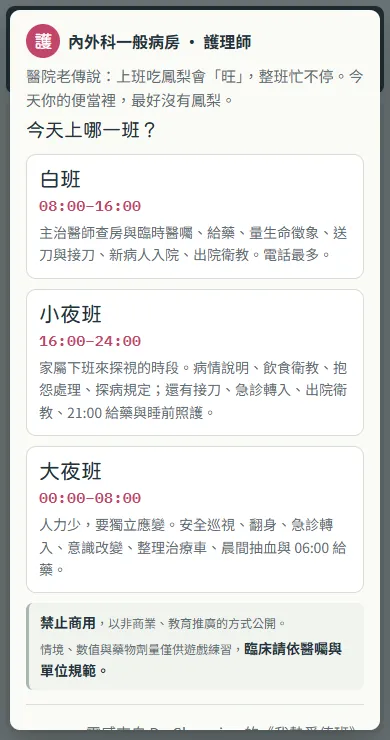 護 內外科一般病房 • 護理師
醫院老傳說：上班吃鳳梨會「旺」，整班忙不停。今
天你的便當裡，最好沒有鳳梨。
今天上哪一班？
白班
08:00–16:00
主治醫師查房與臨時醫囑、給藥、量生命徵象、送
刀與接刀、新病人入院、出院衛教。電話最多。
小夜班
16:00–24:00
家屬下班來探視的時段。病情說明、飲食衛教、抱
怨處理、探病規定；還有接刀、急診轉入、出院衛
教、21:00 給藥與睡前照護。
大夜班
00:00–08:00
人力少，要獨立應變。安全巡視、翻身、急診轉
入、意識改變、整理治療車、晨間抽血與 06:00 給
藥。
禁止商用，以非商業、教育推廣的方式公開。
情境、數值與藥物劑量僅供遊戲練習，臨床請依醫囑與
單位規範。